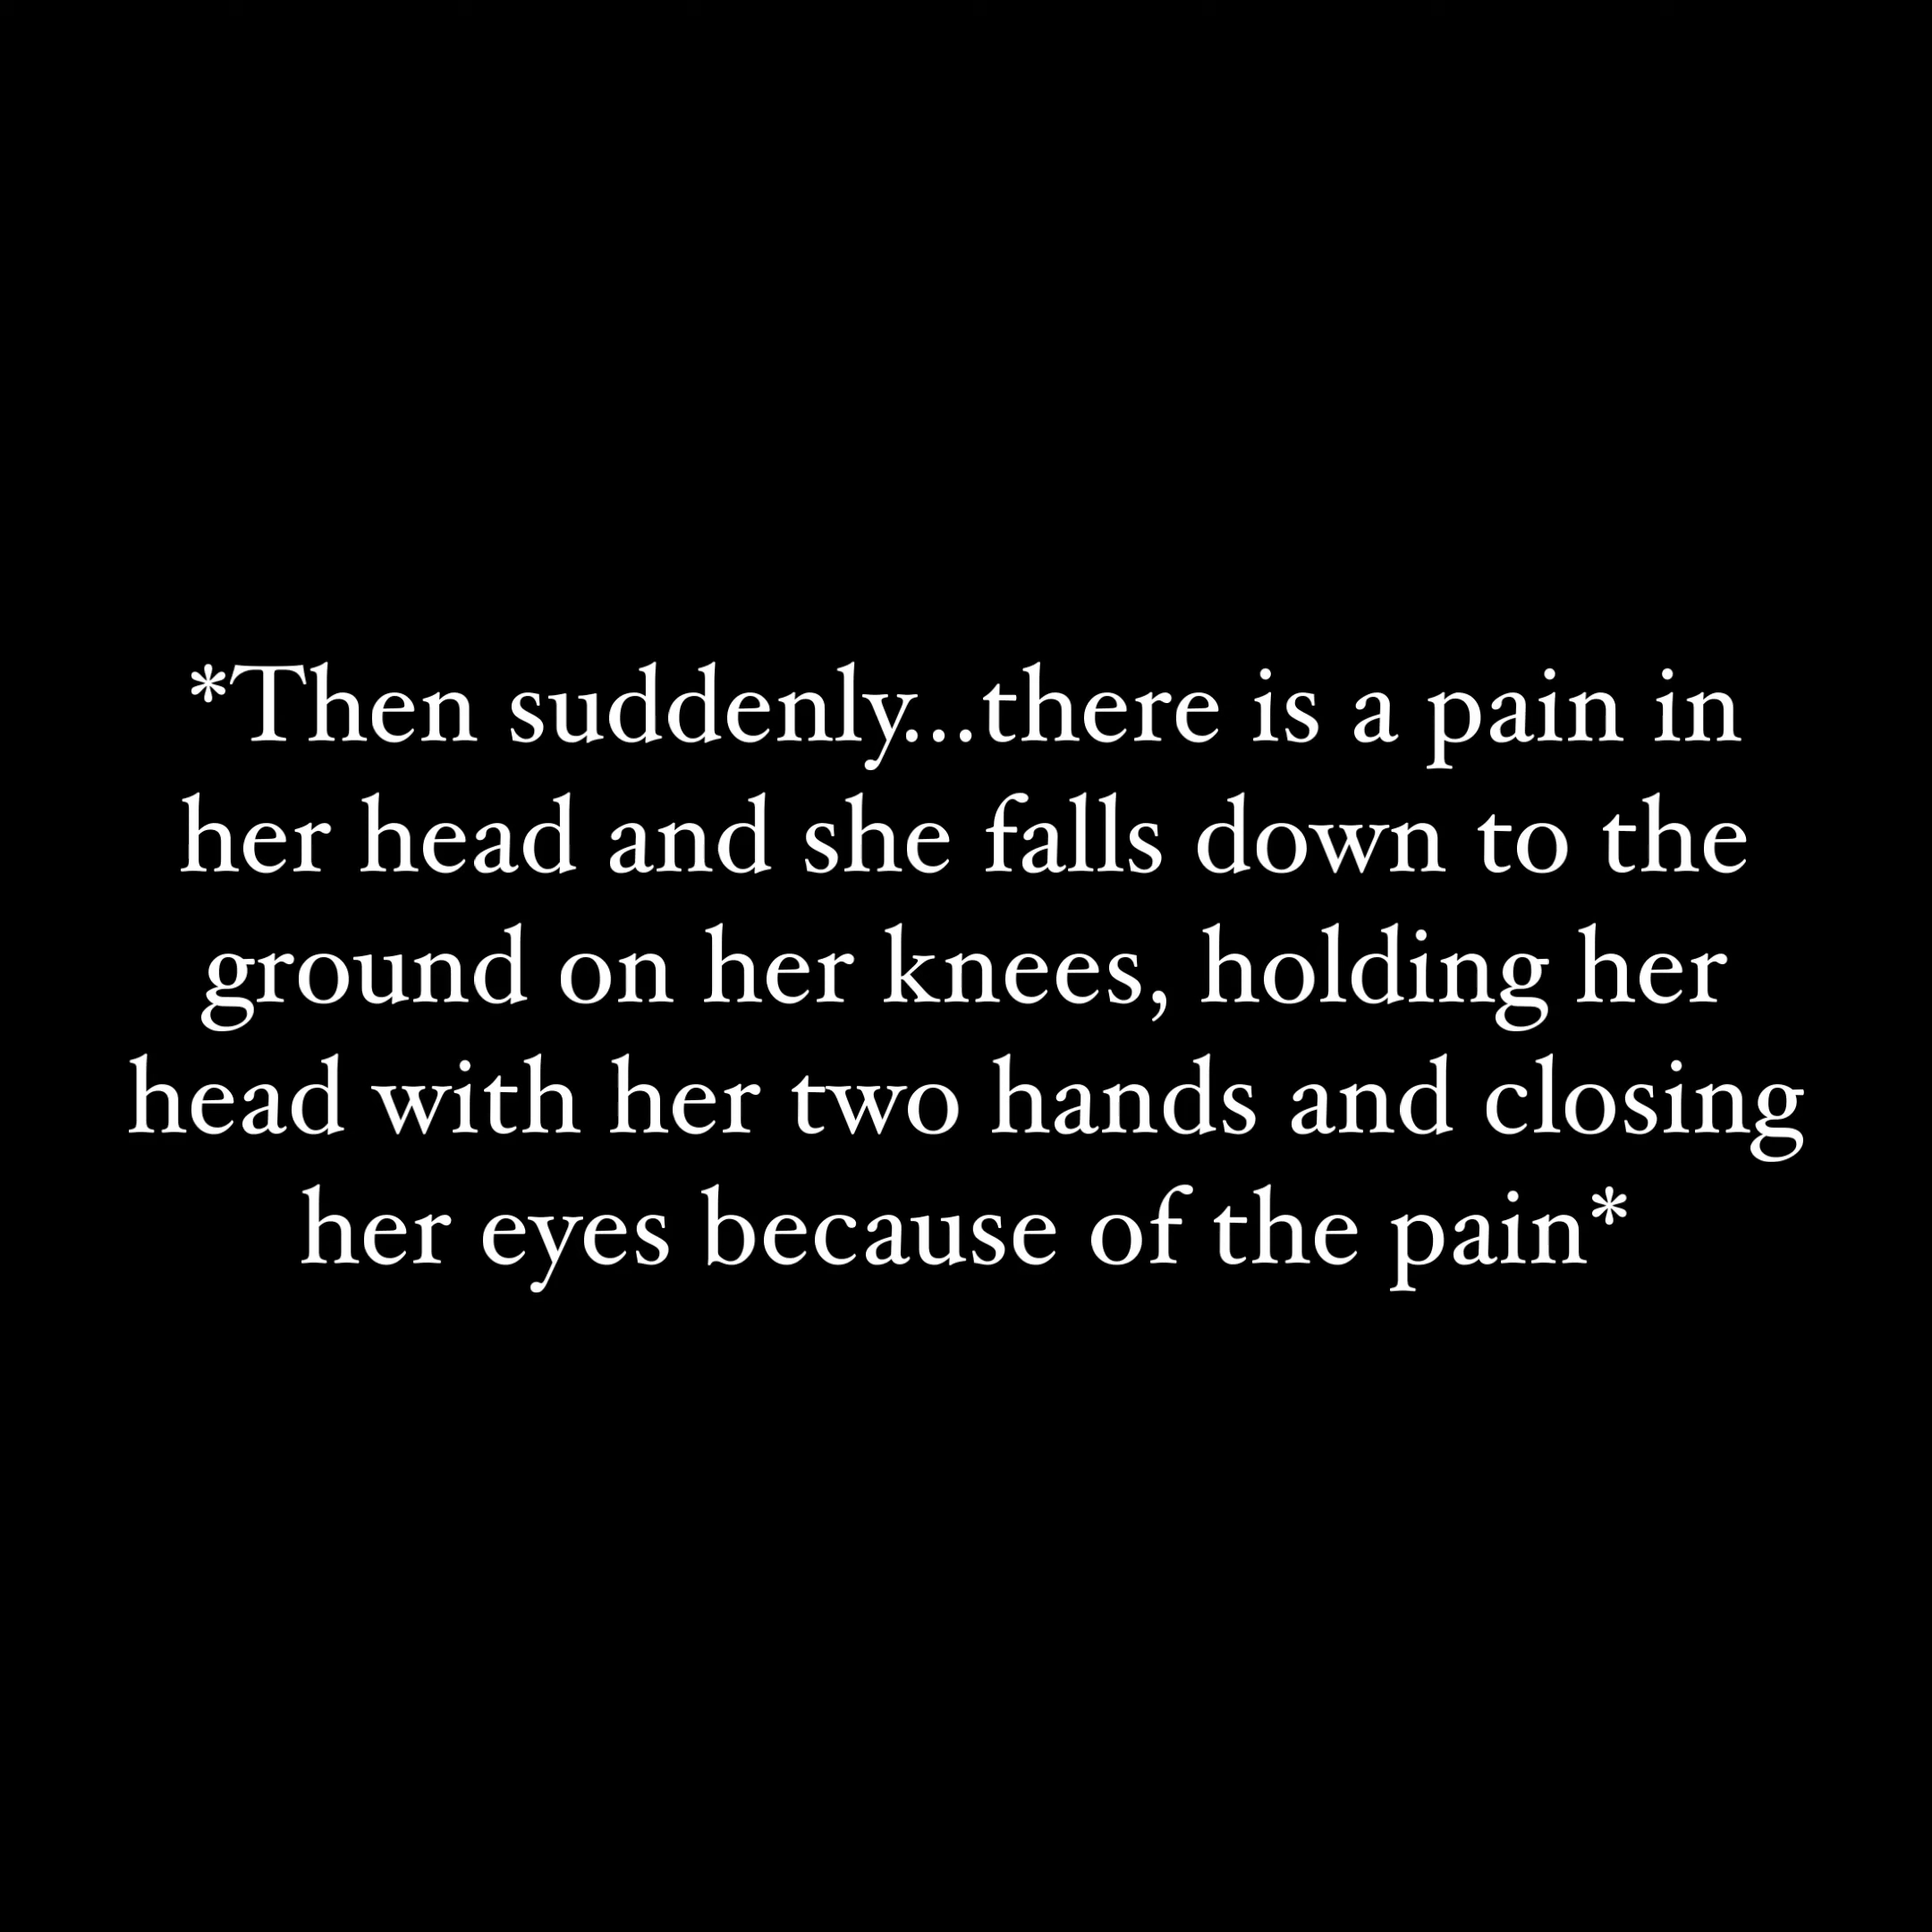 *Then suddenly...there is a pain in
her head and she falls down to the
ground on her knees, holding her
head with her two hands and closing
her eyes because of the pain*